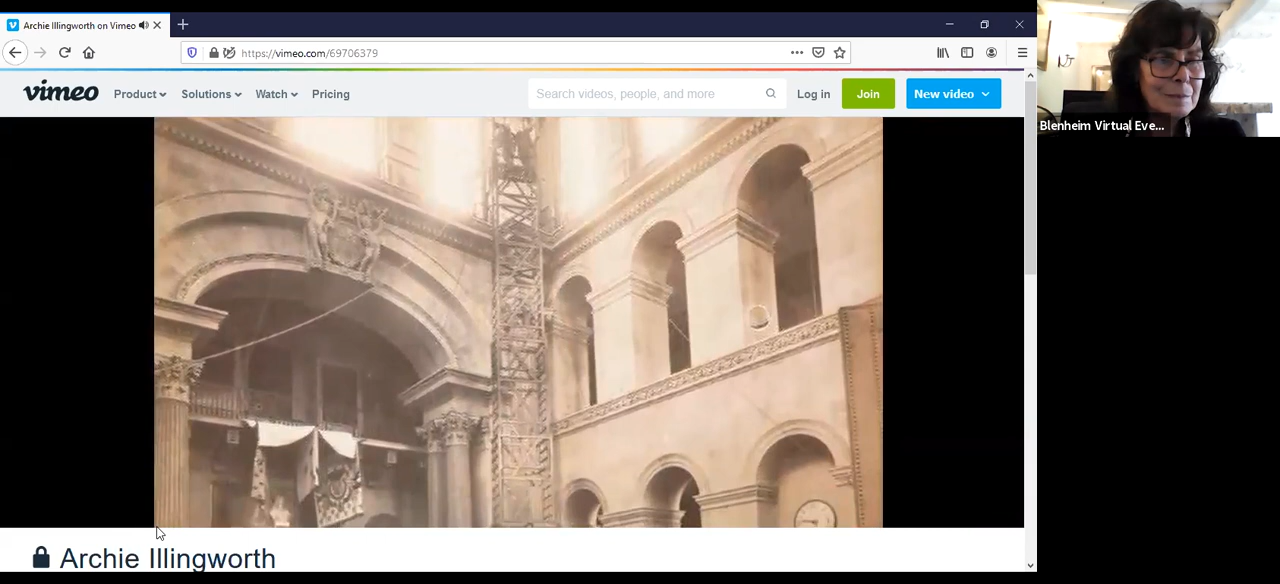 Archie Illingworth on Vimeo
https://vimeo.com/69706379
vimeo Product Solutions Watch Pricing Search videos, people, and more Log in Join New video
Blenheim Virtual Eve...
Archie Illingworth